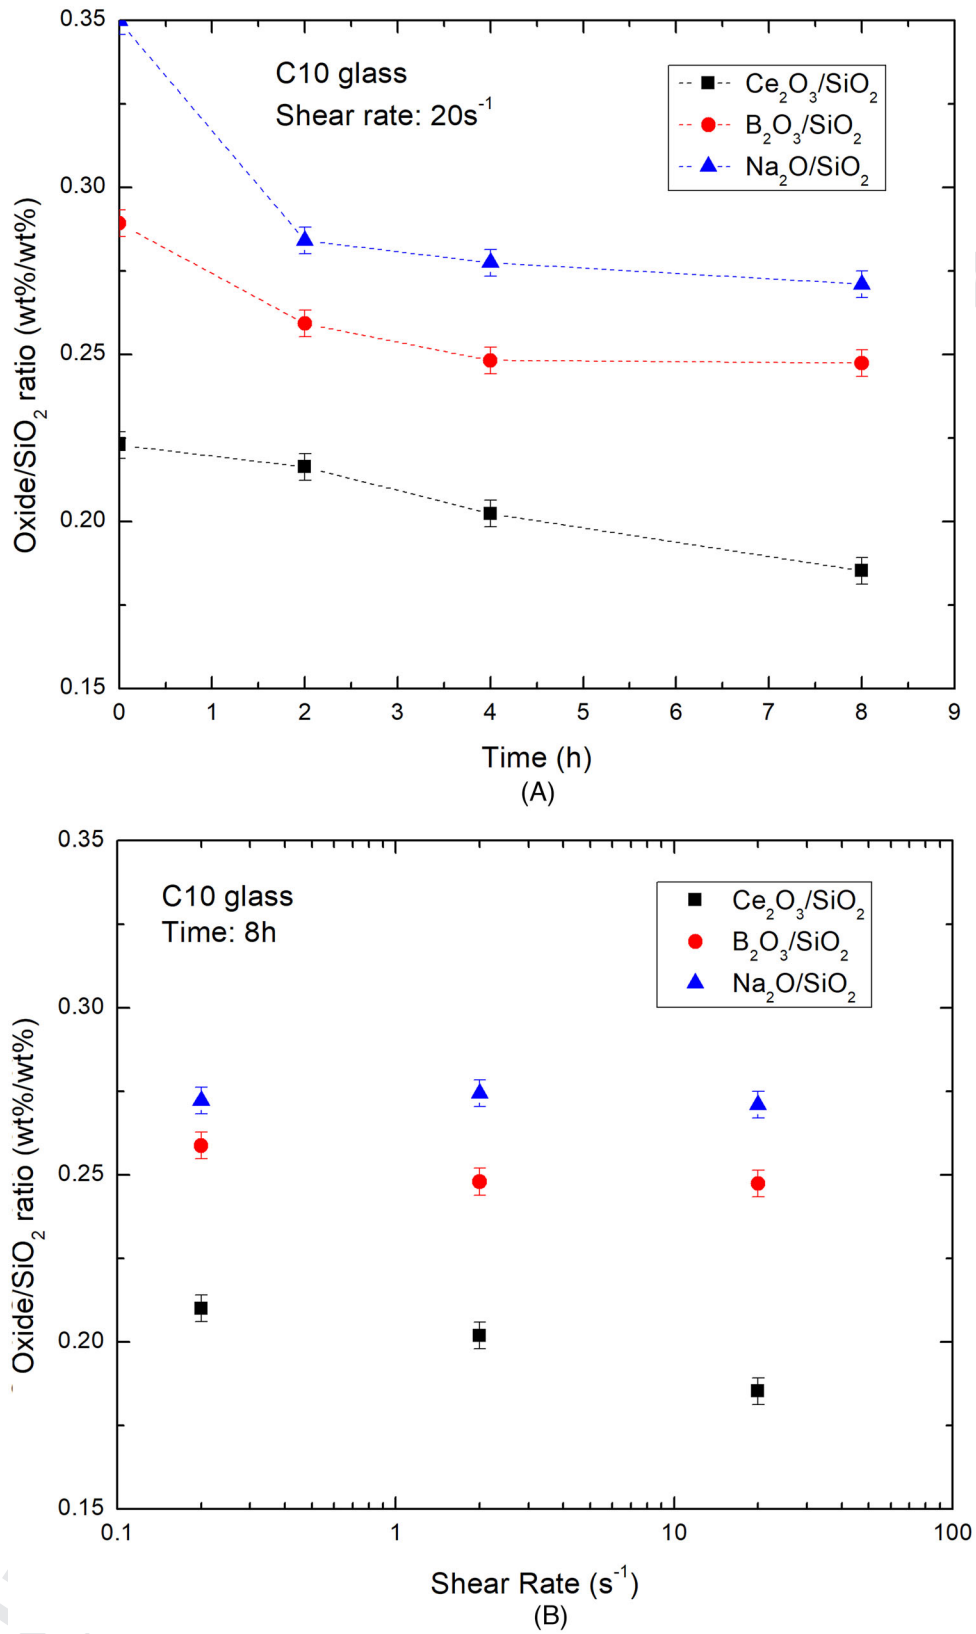 0.35
0.30
0.25
0.20
0.15
Oxide/SiO₂ ratio (wt%/wt%)
C10 glass
Shear rate: 20s⁻¹
Ce₂O₃/SiO₂
B₂O₃/SiO₂
Na₂O/SiO₂
0 1 2 3 4 5 6 7 8 9
Time (h)
(A)
0.35
0.30
0.25
0.20
0.15
Oxide/SiO₂ ratio (wt%/wt%)
C10 glass
Time: 8h
Ce₂O₃/SiO₂
B₂O₃/SiO₂
Na₂O/SiO₂
0.1 1 10 100
Shear Rate (s⁻¹)
(B)